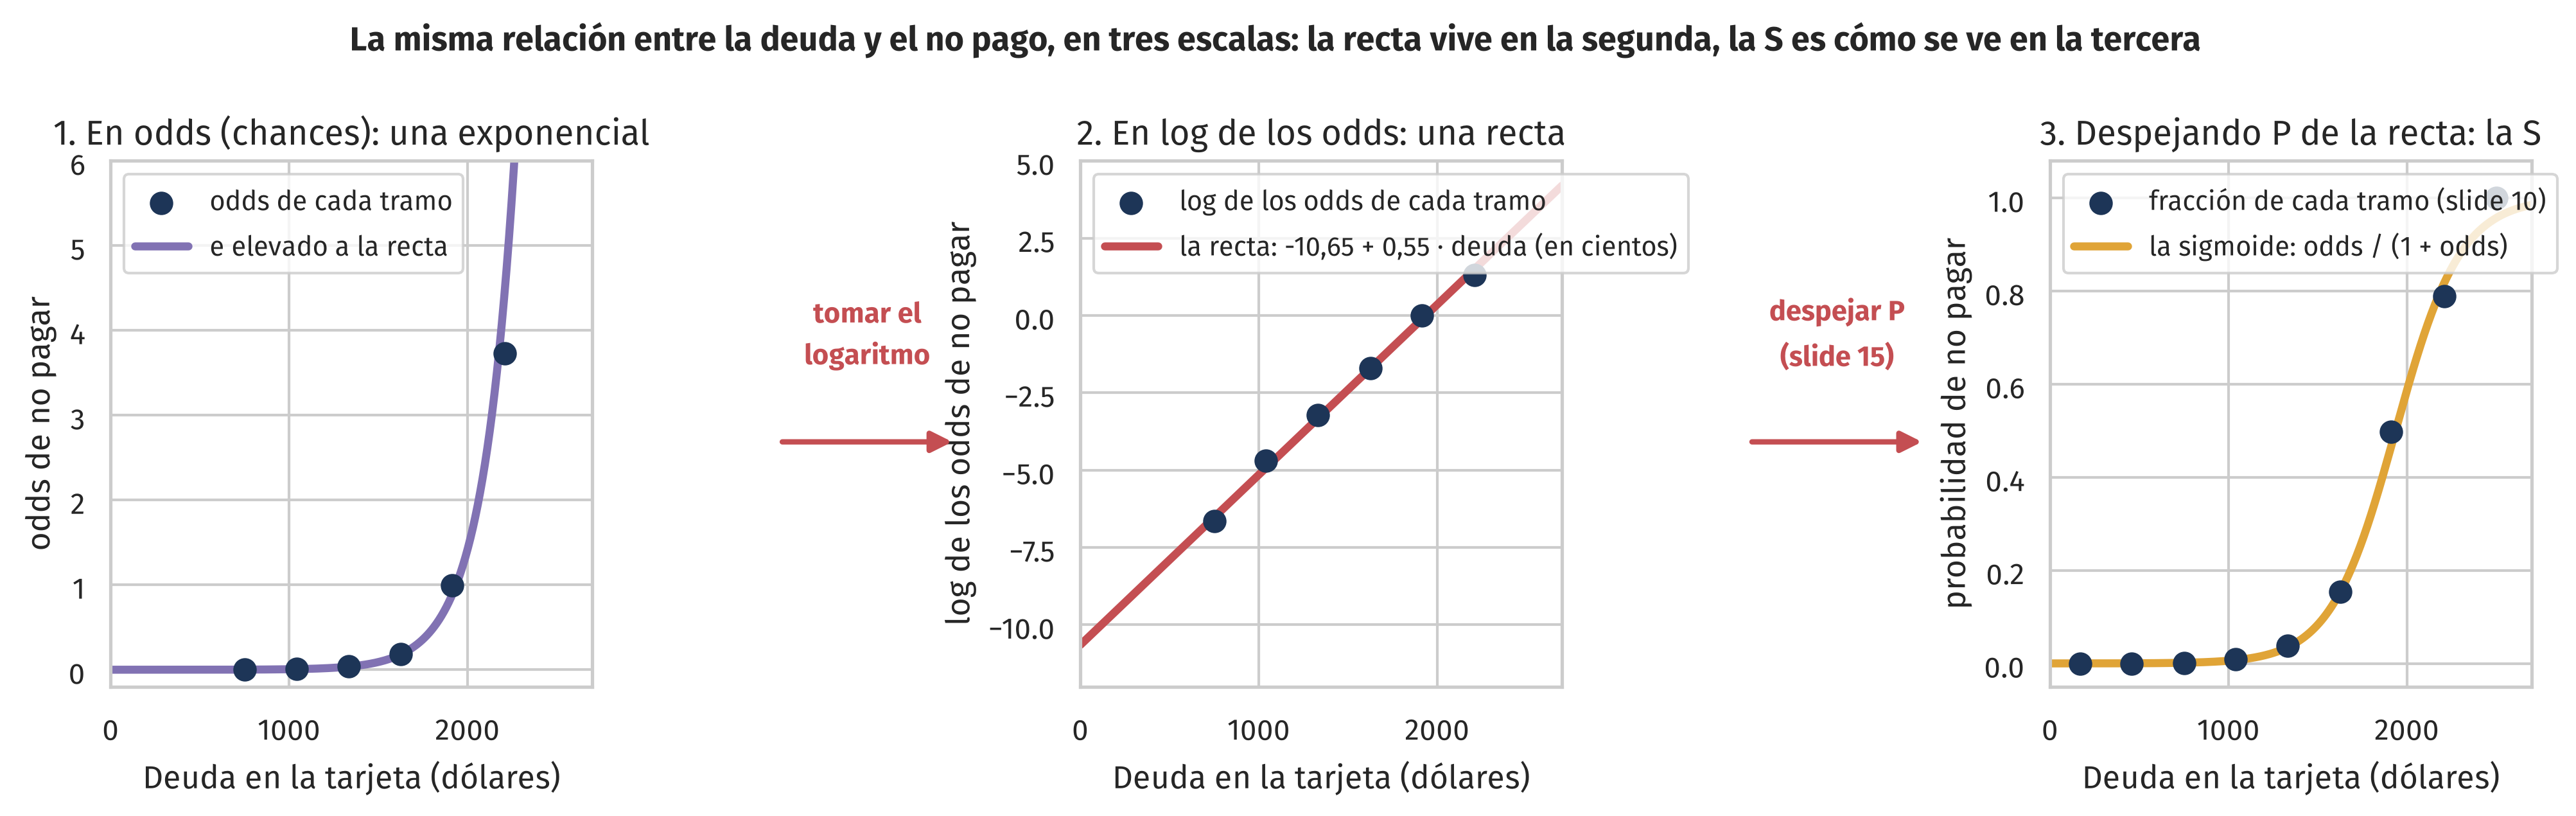 La misma relación entre la deuda y el no pago, en tres escalas: la recta vive en la segunda, la S es cómo se ve en la tercera
1. En odds (chances): una exponencial
odds de no pagar
6
5
4
3
2
1
0
odds de cada tramo
e elevado a la recta
0
1000
2000
Deuda en la tarjeta (dólares)
tomar el
logaritmo
2. En log de los odds: una recta
log de los odds de no pagar
5.0
2.5
0.0
−2.5
−5.0
−7.5
−10.0
log de los odds de cada tramo
la recta: -10,65 + 0,55 · deuda (en cientos)
0
1000
2000
Deuda en la tarjeta (dólares)
despejar P
(slide 15)
3. Despejando P de la recta: la S
probabilidad de no pagar
1.0
0.8
0.6
0.4
0.2
0.0
fracción de cada tramo (slide 10)
la sigmoide: odds / (1 + odds)
0
1000
2000
Deuda en la tarjeta (dólares)